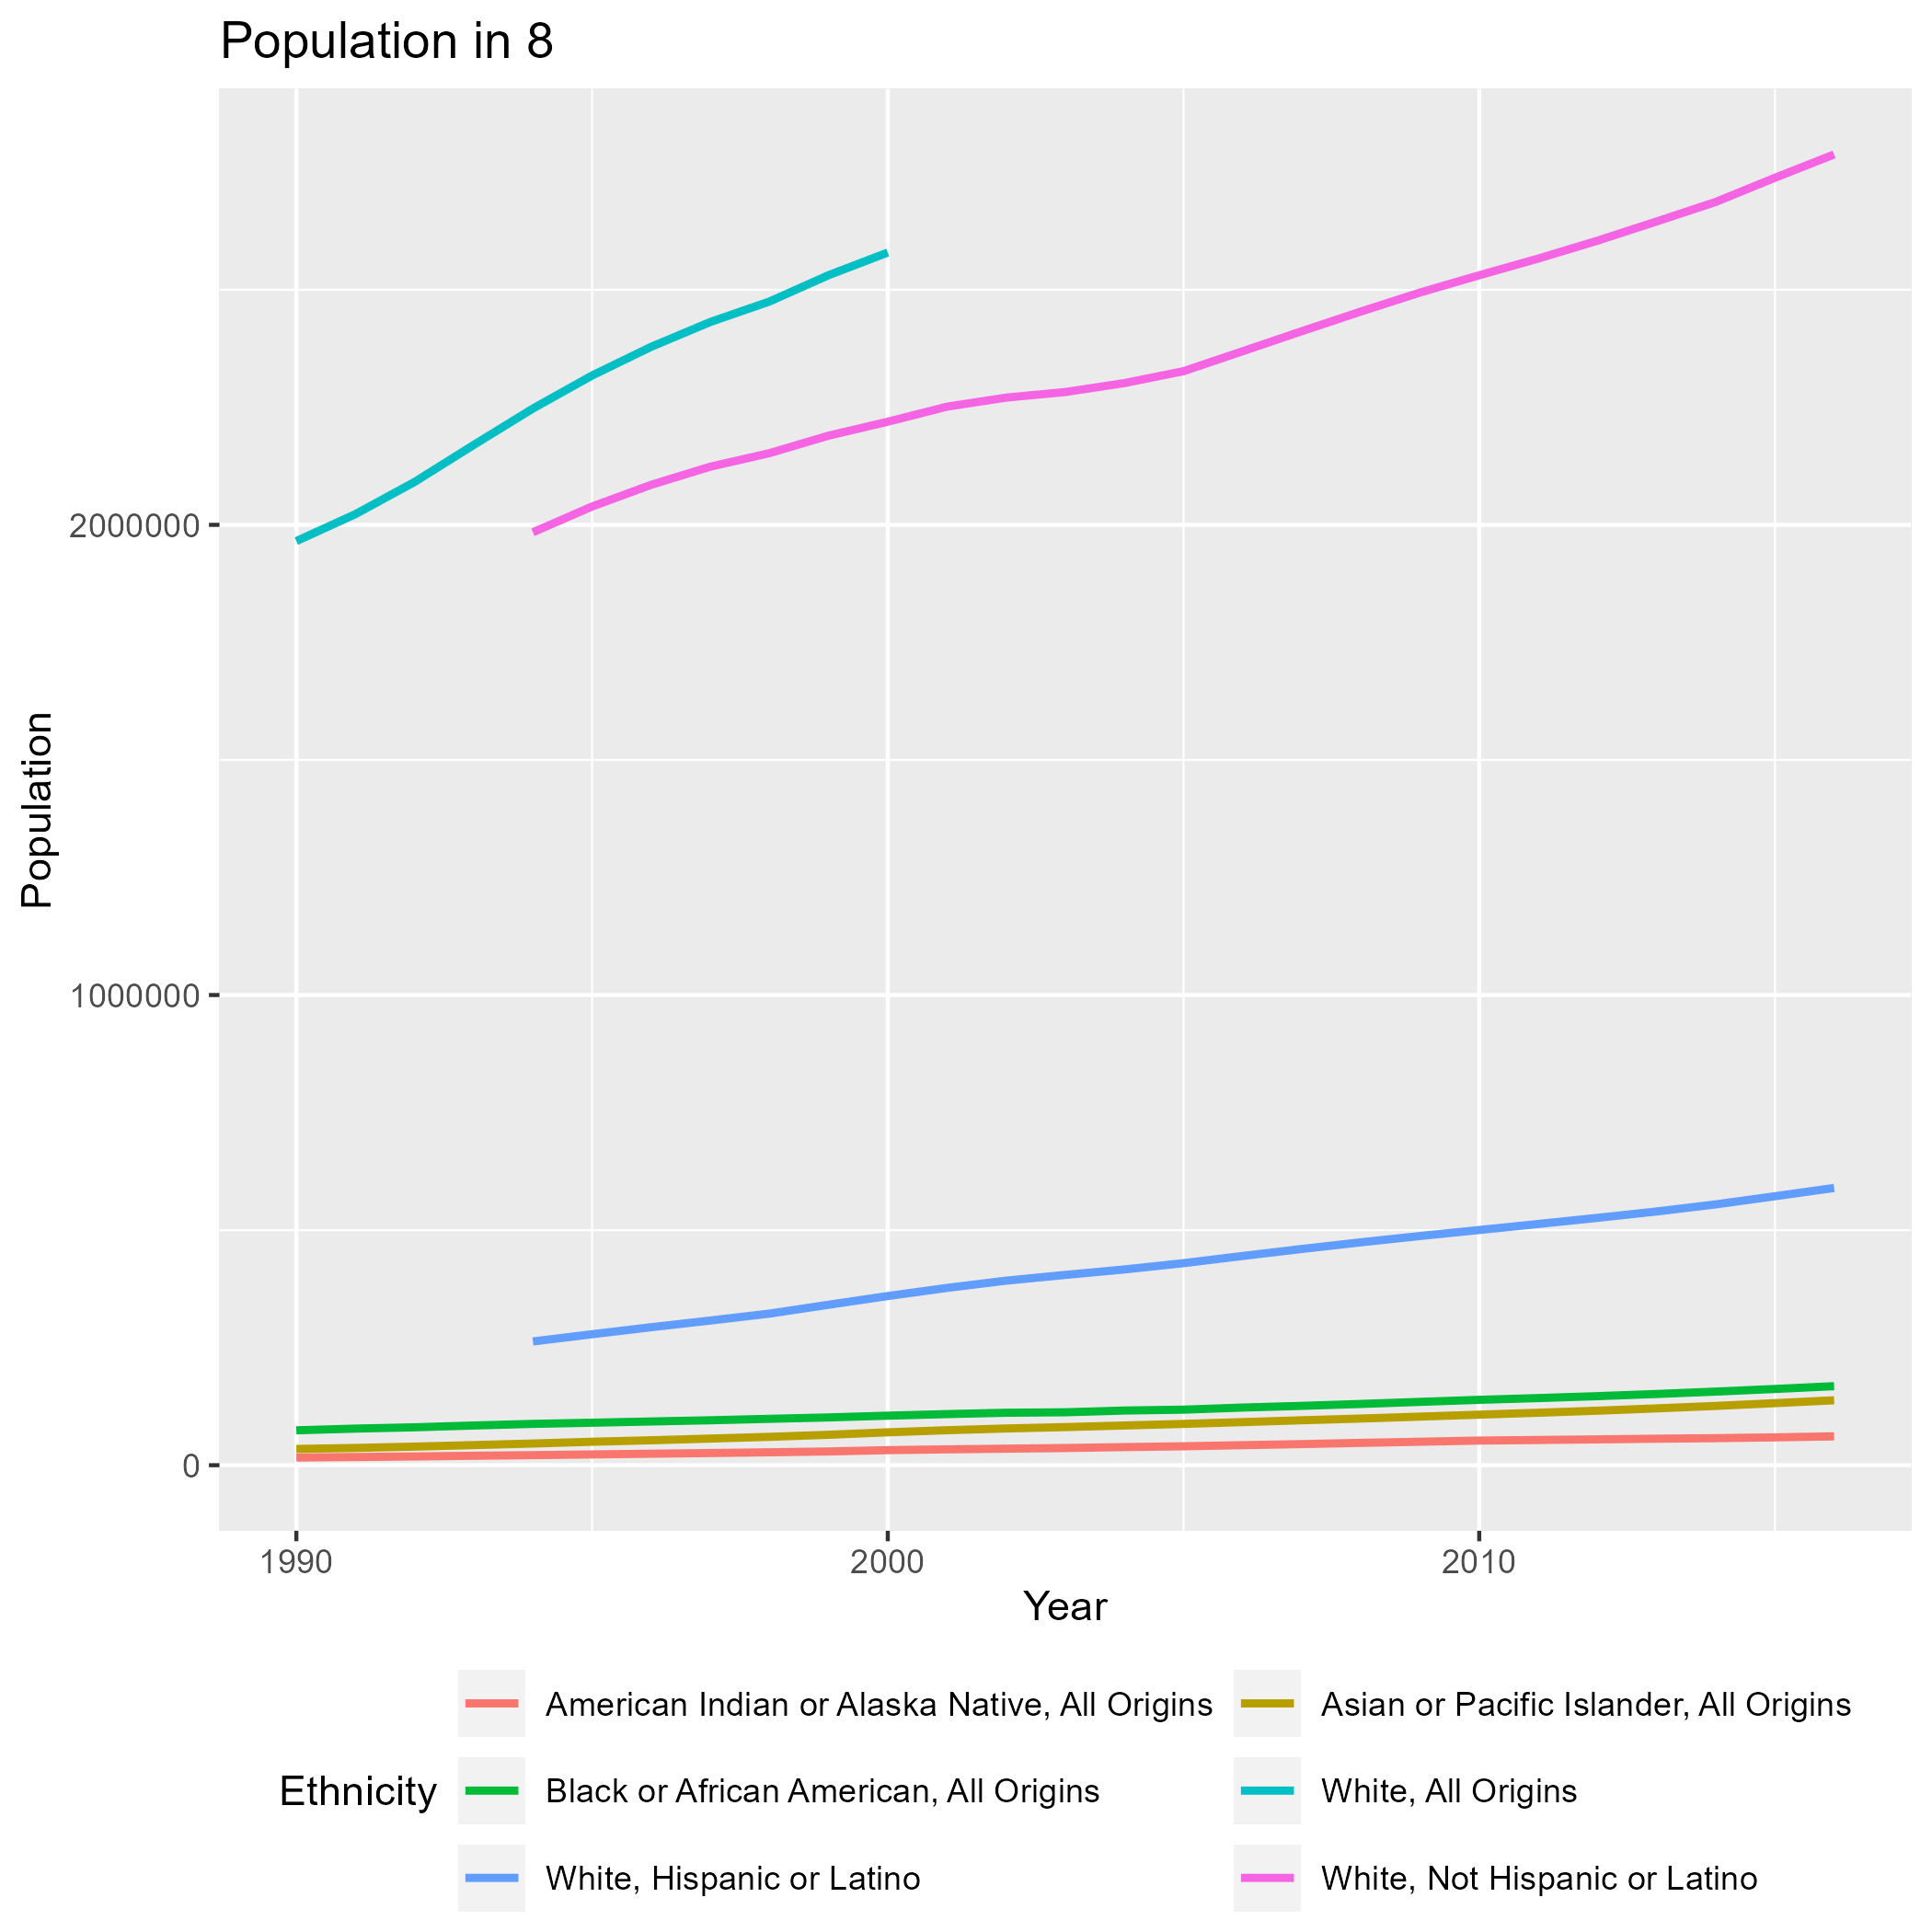 Population in 8
Population
2000000
1000000
0
1990 2000 2010
Year
Ethnicity
American Indian or Alaska Native, All Origins
Asian or Pacific Islander, All Origins
Black or African American, All Origins
White, All Origins
White, Hispanic or Latino
White, Not Hispanic or Latino